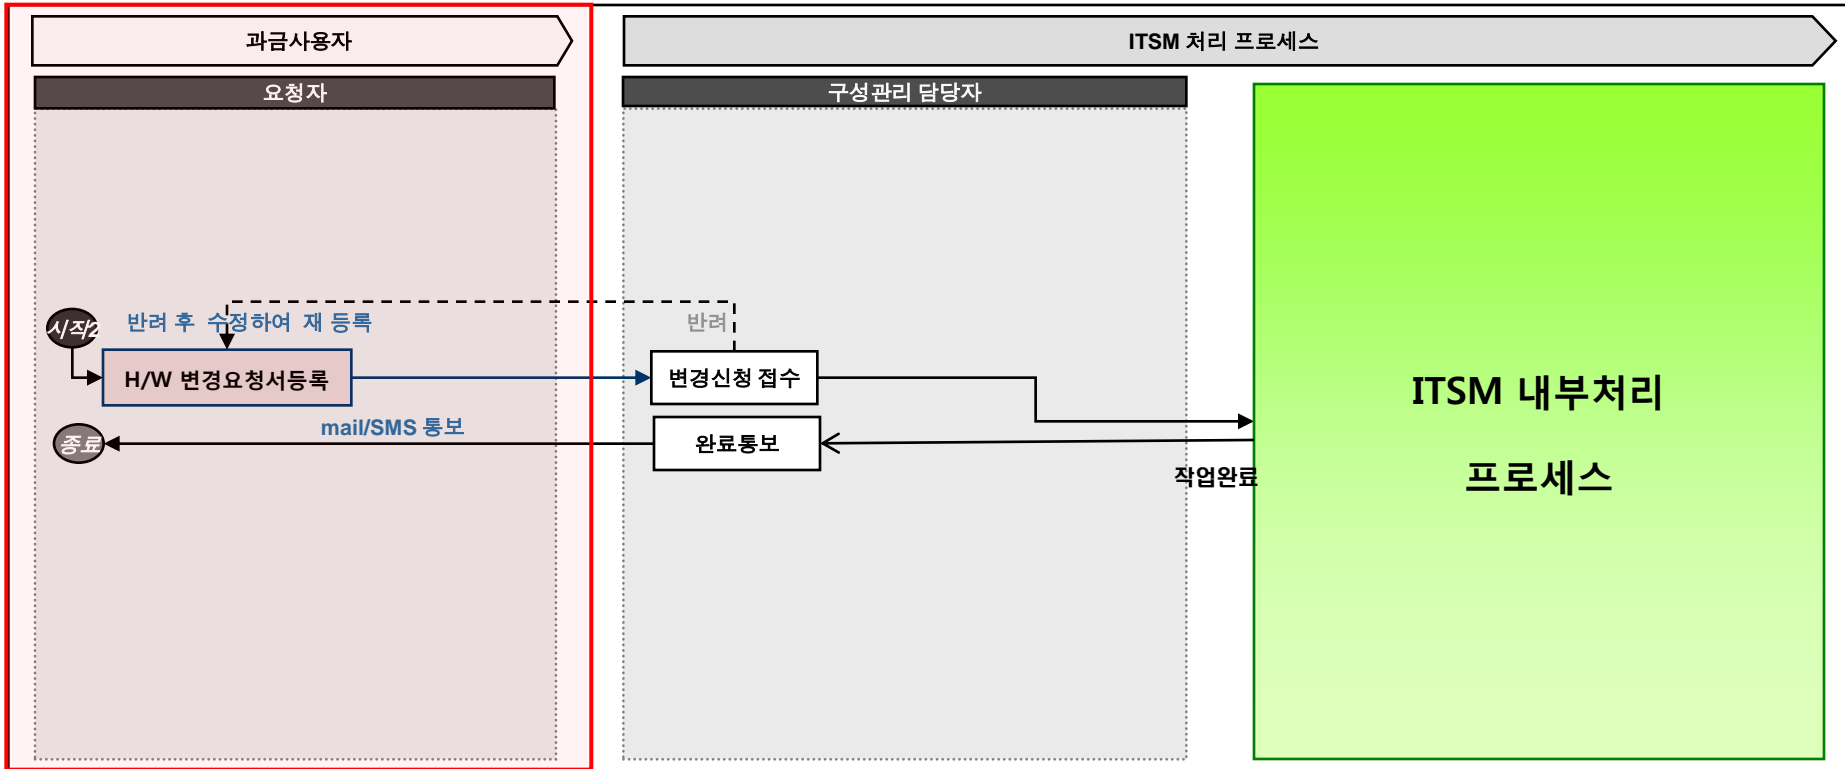 과금사용자
ITSM 처리 프로세스
요청자
구성관리 담당자
시작2
반려 후 수정하여 재 등록
반려
H/W 변경요청서등록
변경신청 접수
ITSM 내부처리
프로세스
mail/SMS 통보
종료
완료통보
작업완료